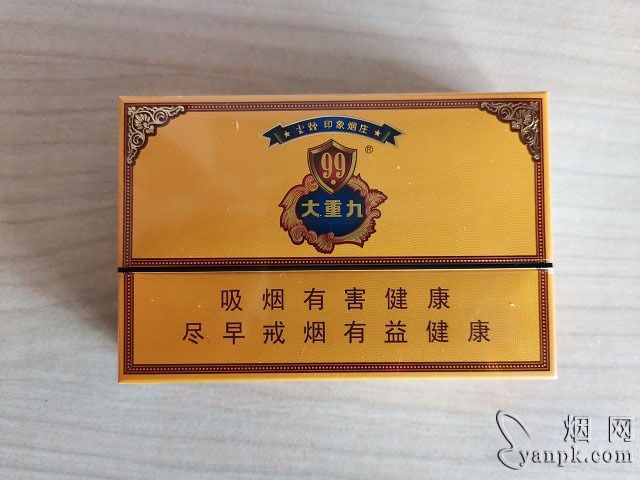 云烟 印象烟庄
99
®
大重九
吸烟有害健康
尽早戒烟有益健康
烟网
yanpk.com